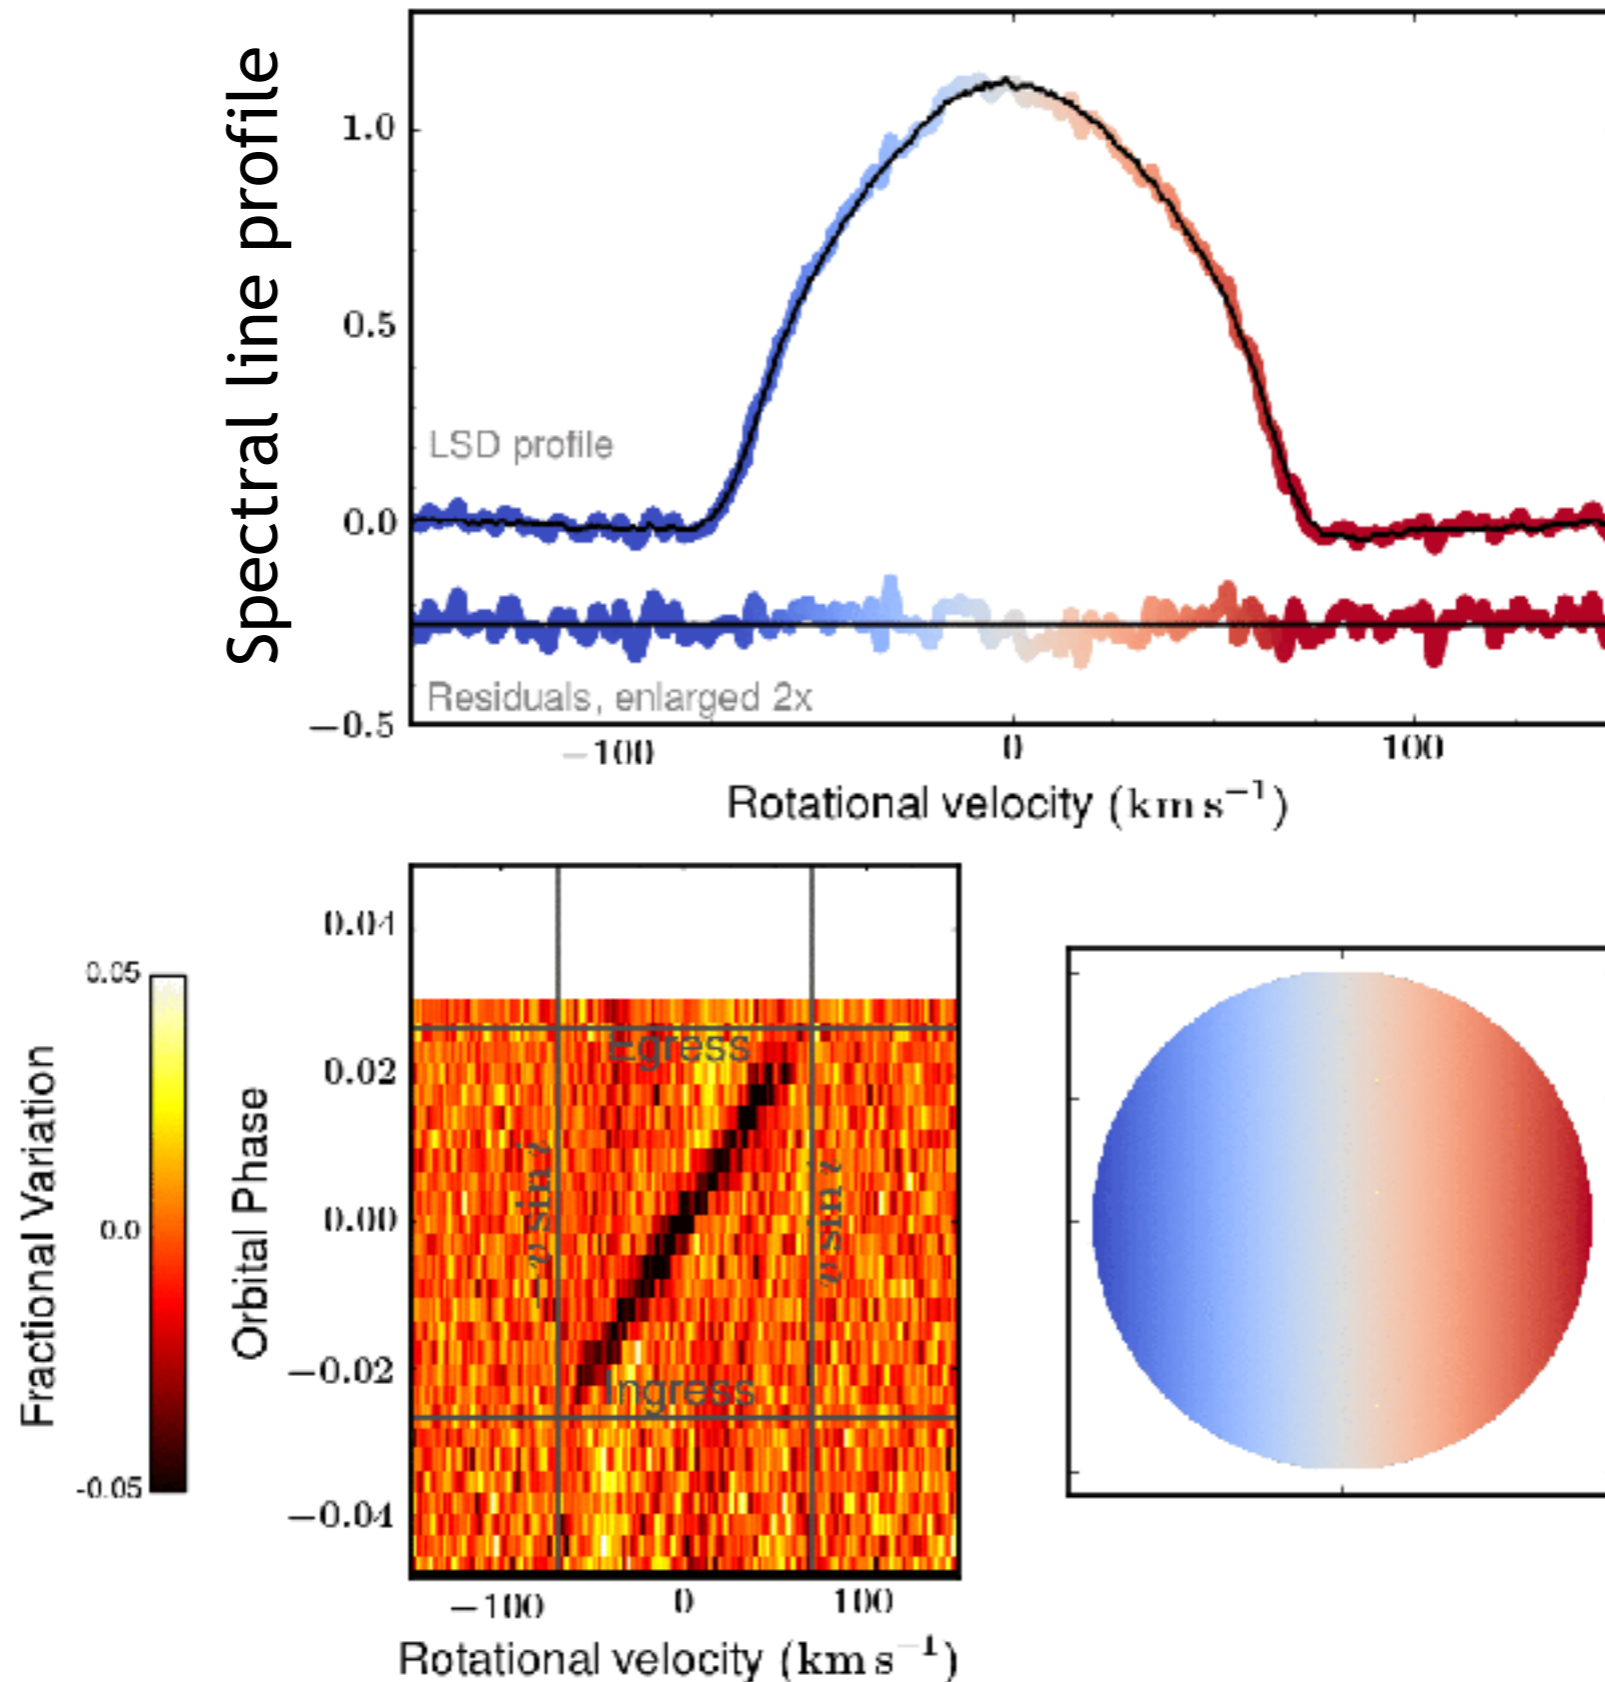 Spectral line profile
1.0
0.5
0.0
−0.5
LSD profile
Residuals, enlarged 2x
−100
0
100
Rotational velocity (km s⁻¹)
Fractional Variation
0.05
0.0
-0.05
Orbital Phase
0.04
0.02
0.00
−0.02
−0.04
Egress
−v sin i
v sin i
Ingress
−100
0
100
Rotational velocity (km s⁻¹)